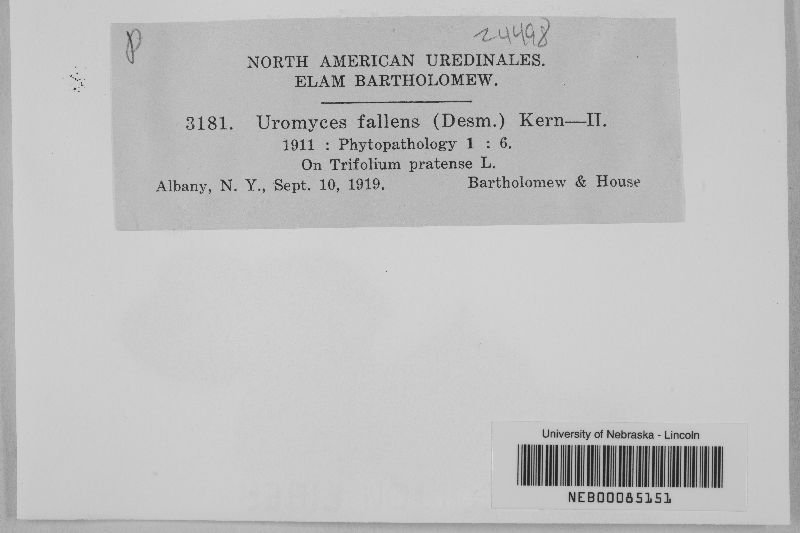 P
24498
NORTH AMERICAN UREDINALES.
ELAM BARTHOLOMEW.
3181. Uromyces fallens (Desm.) Kern—II.
1911 : Phytopathology 1 : 6.
On Trifolium pratense L.
Albany, N. Y., Sept. 10, 1919. Bartholomew & House
University of Nebraska - Lincoln
NEB00085151